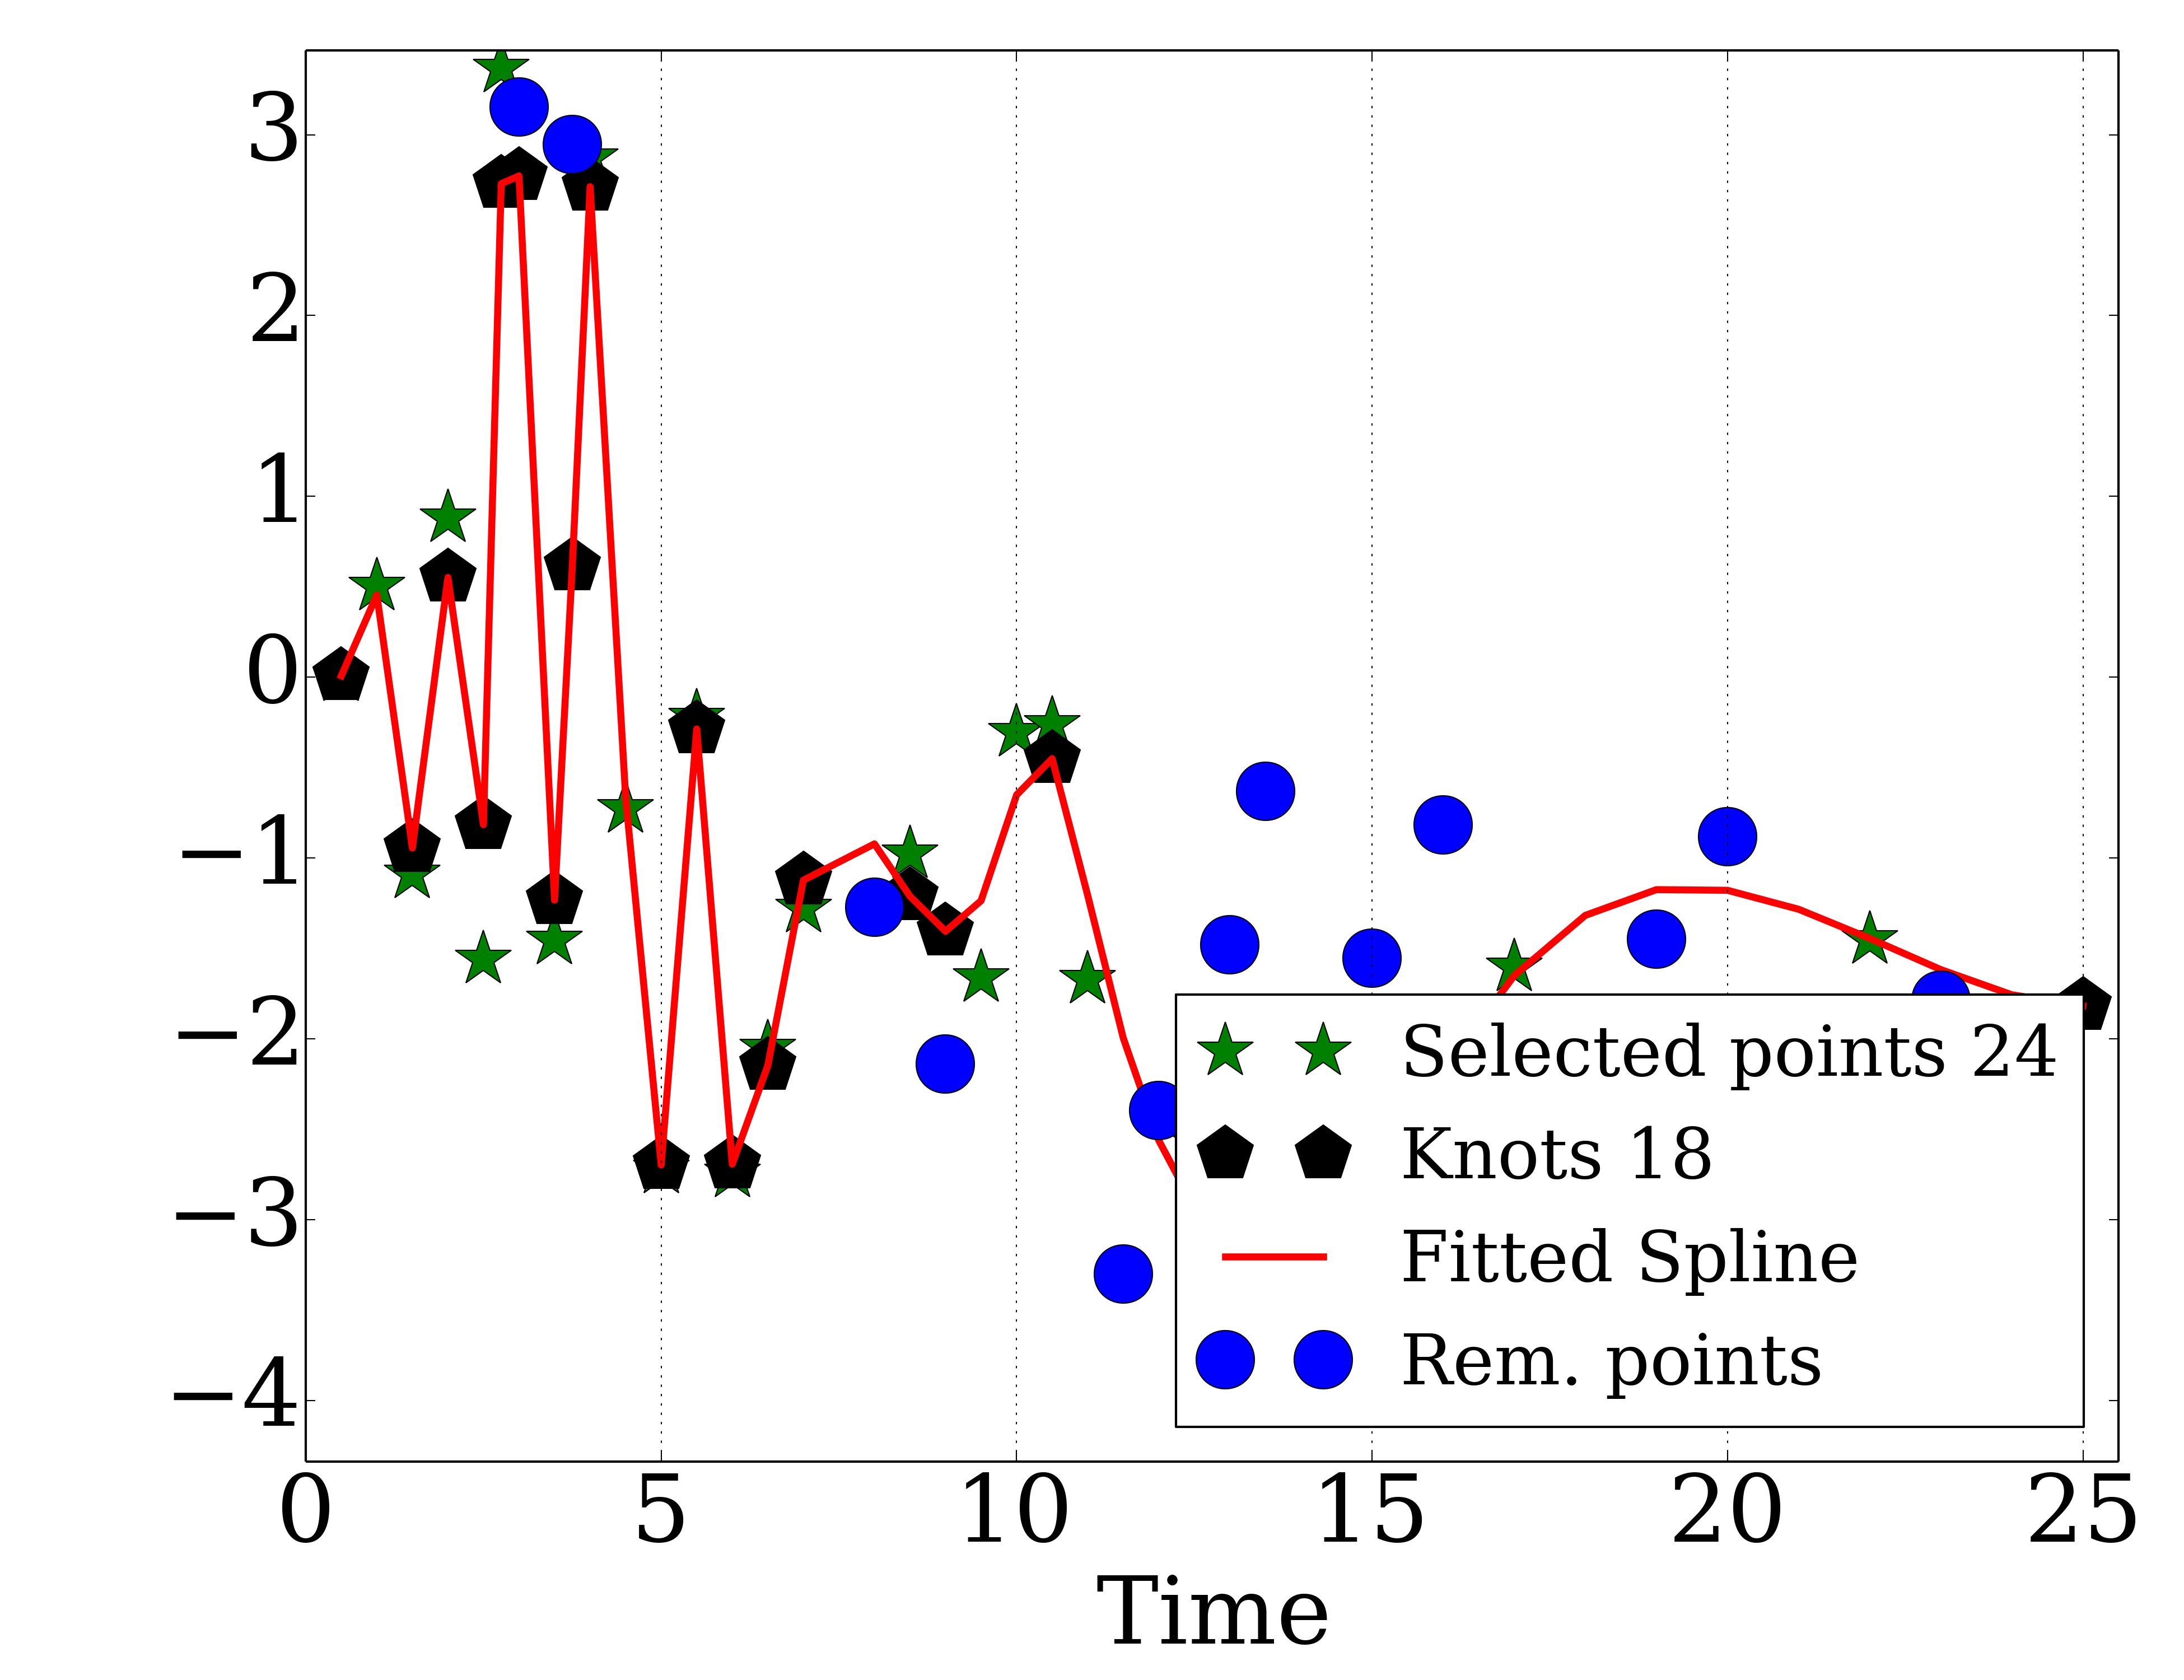 3
2
1
0
−1
−2
−3
−4
0 5 10 15 20 25
Time
Selected points 24
Knots 18
Fitted Spline
Rem. points